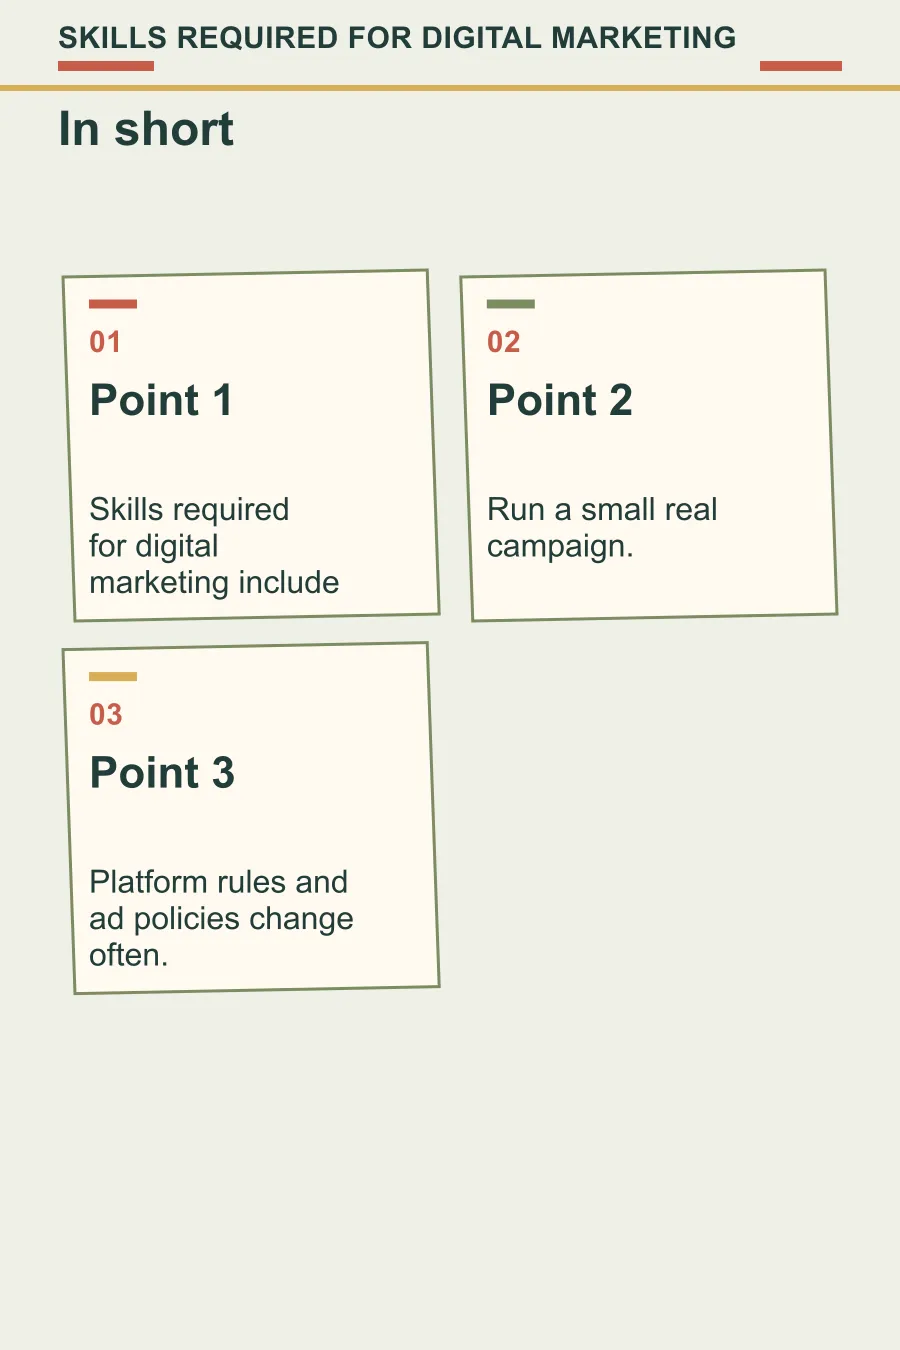 SKILLS REQUIRED FOR DIGITAL MARKETING
In short
01
Point 1
Skills required
for digital
marketing include
02
Point 2
Run a small real
campaign.
03
Point 3
Platform rules and
ad policies change
often.